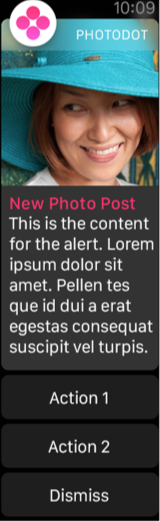 10:09
PHOTODOT
New Photo Post
This is the content
for the alert. Lorem
ipsum dolor sit
amet. Pellen tes
que id dui a erat
egestas consequat
suscipit vel turpis.
Action 1
Action 2
Dismiss